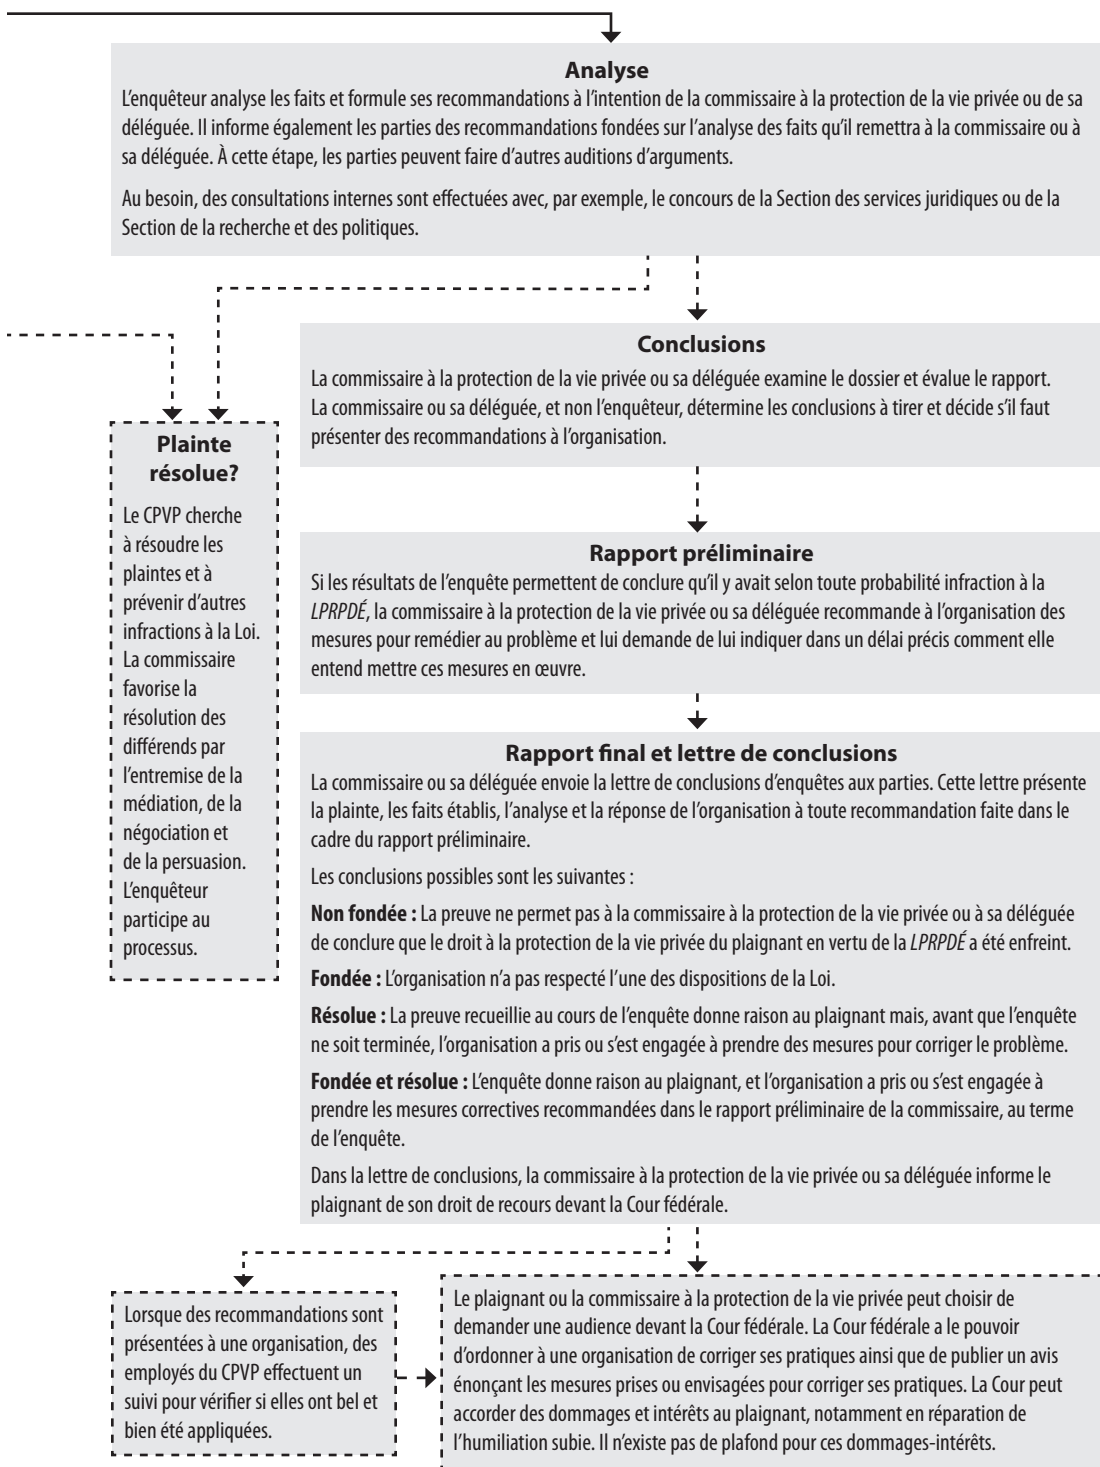 Analyse
L'enquêteur analyse les faits et formule ses recommandations à l'intention de la commissaire à la protection de la vie privée ou de sa
déléguée. Il informe également les parties des recommandations fondées sur l'analyse des faits qu'il remettra à la commissaire ou à
sa déléguée. À cette étape, les parties peuvent faire d'autres auditions d'arguments.
Au besoin, des consultations internes sont effectuées avec, par exemple, le concours de la Section des services juridiques ou de la
Section de la recherche et des politiques.
Conclusions
La commissaire à la protection de la vie privée ou sa déléguée examine le dossier et évalue le rapport.
La commissaire ou sa déléguée, et non l'enquêteur, détermine les conclusions à tirer et décide s'il faut
présenter des recommandations à l'organisation.
Plainte
résolue?
Le CPVP cherche
à résoudre les
plaintes et à
prévenir d'autres
infractions à la Loi.
La commissaire
favorise la
résolution des
différends par
l'entremise de la
médiation, de la
négociation et
de la persuasion.
L'enquêteur
participe au
processus.
Rapport préliminaire
Si les résultats de l'enquête permettent de conclure qu'il y avait selon toute probabilité infraction à la
LPRPDÉ, la commissaire à la protection de la vie privée ou sa déléguée recommande à l'organisation des
mesures pour remédier au problème et lui demande de lui indiquer dans un délai précis comment elle
entend mettre ces mesures en œuvre.
Rapport final et lettre de conclusions
La commissaire ou sa déléguée envoie la lettre de conclusions d'enquêtes aux parties. Cette lettre présente
la plainte, les faits établis, l'analyse et la réponse de l'organisation à toute recommandation faite dans le
cadre du rapport préliminaire.
Les conclusions possibles sont les suivantes :
Non fondée : La preuve ne permet pas à la commissaire à la protection de la vie privée ou à sa déléguée
de conclure que le droit à la protection de la vie privée du plaignant en vertu de la LPRPDÉ a été enfreint.
Fondée : L'organisation n'a pas respecté l'une des dispositions de la Loi.
Résolue : La preuve recueillie au cours de l'enquête donne raison au plaignant mais, avant que l'enquête
ne soit terminée, l'organisation a pris ou s'est engagée à prendre des mesures pour corriger le problème.
Fondée et résolue : L'enquête donne raison au plaignant, et l'organisation a pris ou s'est engagée à
prendre les mesures correctives recommandées dans le rapport préliminaire de la commissaire, au terme
de l'enquête.
Dans la lettre de conclusions, la commissaire à la protection de la vie privée ou sa déléguée informe le
plaignant de son droit de recours devant la Cour fédérale.
Lorsque des recommandations sont
présentées à une organisation, des
employés du CPVP effectuent un
suivi pour vérifier si elles ont bel et
bien été appliquées.
Le plaignant ou la commissaire à la protection de la vie privée peut choisir de
demander une audience devant la Cour fédérale. La Cour fédérale a le pouvoir
d'ordonner à une organisation de corriger ses pratiques ainsi que de publier un avis
énonçant les mesures prises ou envisagées pour corriger ses pratiques. La Cour peut
accorder des dommages et intérêts au plaignant, notamment en réparation de
l'humiliation subie. Il n'existe pas de plafond pour ces dommages-intérêts.